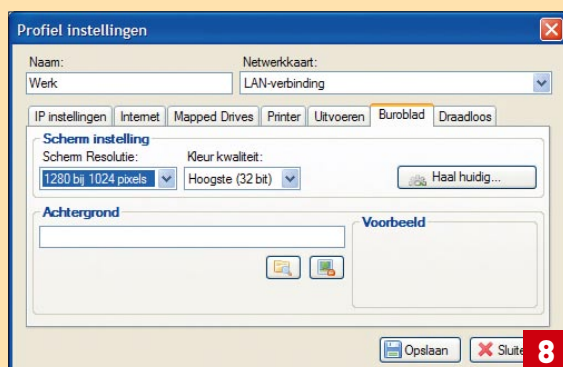 Profiel instellingen
Naam: Netwerkkaart:
Werk LAN-verbinding
IP instellingen Internet Mapped Drives Printer Uitvoeren Buroblad Draadloos
Scherm instelling
Scherm Resolutie: Kleur kwaliteit:
1280 bij 1024 pixels Hoogste (32 bit) Haal huidig...
Achtergrond Voorbeeld
Opslaan 8